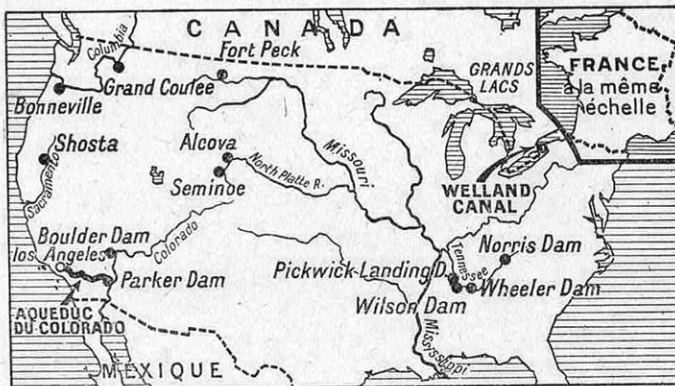 CANADA
Columbia
Fort Peck
Grand Coulee
Bonneville
GRANDS
LACS
FRANCE
à la même
échelle
Shosta
Sacramento
Alcova
Seminoe
North Platte R.
Missouri
WELLAND
CANAL
Boulder Dam
los
Angeles
Colorado
Parker Dam
AQUEDUC
DU COLORADO
Norris Dam
Tennessee
Pickwick-Landing D.
Wheeler Dam
Wilson Dam
Mississipi
MEXIQUE